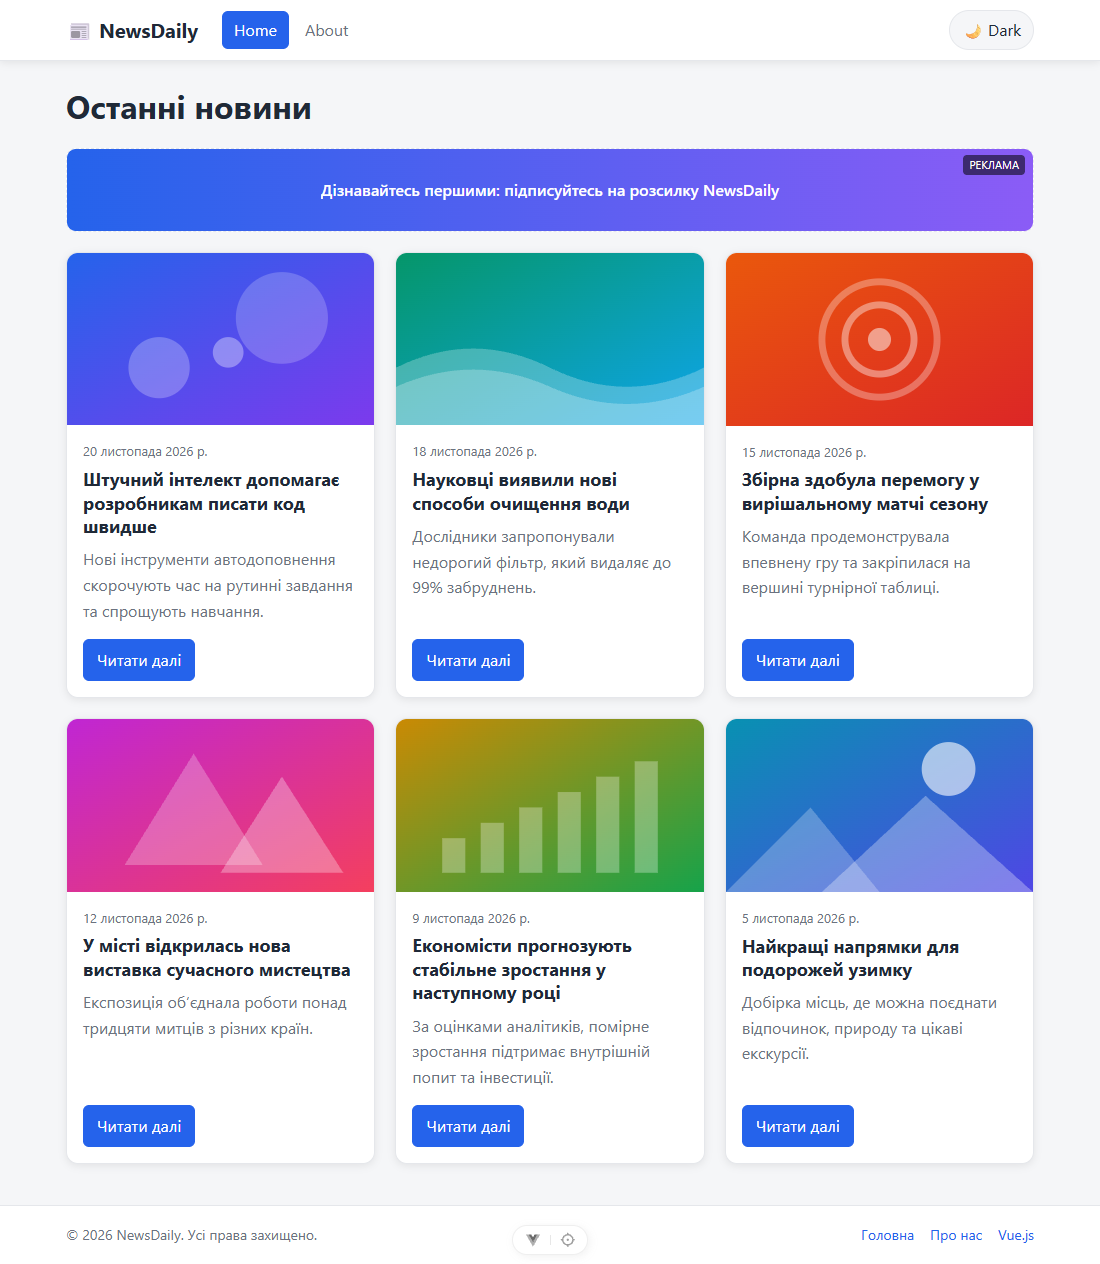 NewsDaily
Home
About
Dark
Останні новини
РЕКЛАМА
Дізнавайтесь першими: підписуйтесь на розсилку NewsDaily
20 листопада 2026 р.
Штучний інтелект допомагає
розробникам писати код
швидше
Нові інструменти автодоповнення
скорочують час на рутинні завдання
та спрощують навчання.
Читати далі
18 листопада 2026 р.
Науковці виявили нові
способи очищення води
Дослідники запропонували
недорогий фільтр, який видаляє до
99% забруднень.
Читати далі
15 листопада 2026 р.
Збірна здобула перемогу у
вирішальному матчі сезону
Команда продемонструвала
впевнену гру та закріпилася на
вершині турнірної таблиці.
Читати далі
12 листопада 2026 р.
У місті відкрилась нова
виставка сучасного мистецтва
Експозиція об’єднала роботи понад
тридцяти митців з різних країн.
Читати далі
9 листопада 2026 р.
Економісти прогнозують
стабільне зростання у
наступному році
За оцінками аналітиків, помірне
зростання підтримає внутрішній
попит та інвестиції.
Читати далі
5 листопада 2026 р.
Найкращі напрямки для
подорожей узимку
Добірка місць, де можна поєднати
відпочинок, природу та цікаві
екскурсії.
Читати далі
© 2026 NewsDaily. Усі права захищено.
Головна
Про нас
Vue.js